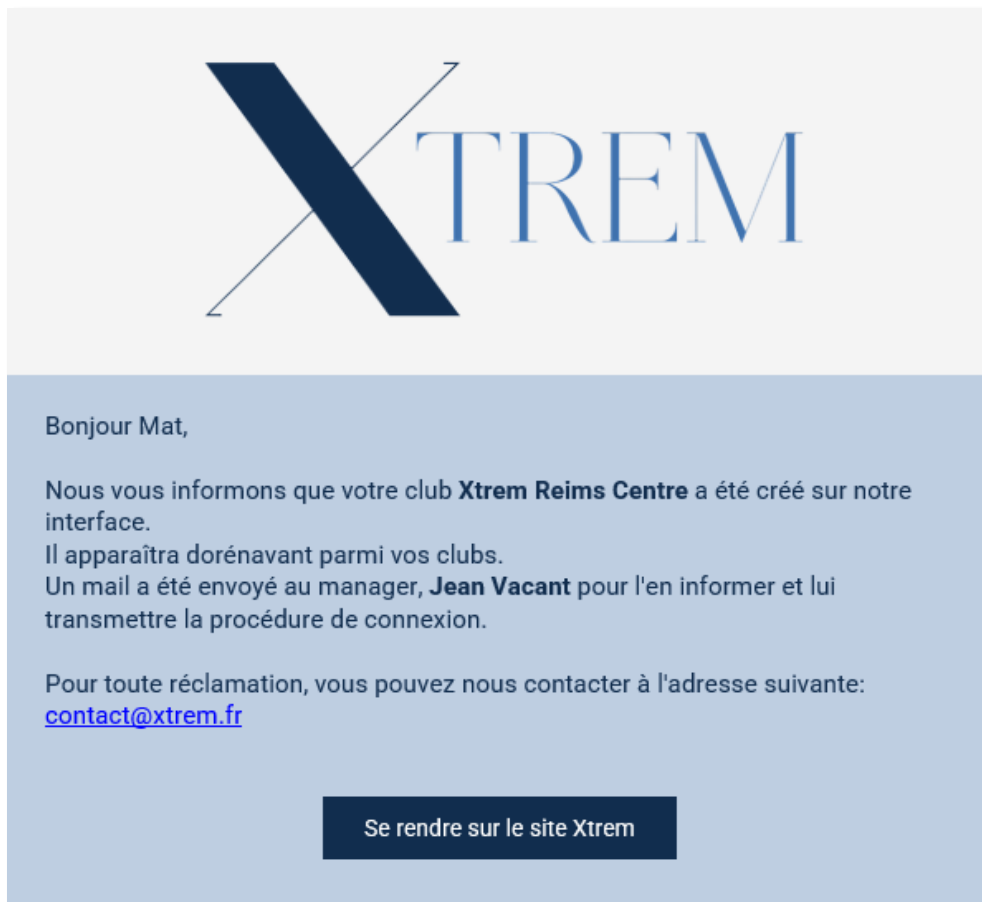 XTREM
Bonjour Mat,
Nous vous informons que votre club Xtrem Reims Centre a été créé sur notre
interface.
Il apparaîtra dorénavant parmi vos clubs.
Un mail a été envoyé au manager, Jean Vacant pour l'en informer et lui
transmettre la procédure de connexion.
Pour toute réclamation, vous pouvez nous contacter à l'adresse suivante:
contact@xtrem.fr
Se rendre sur le site Xtrem